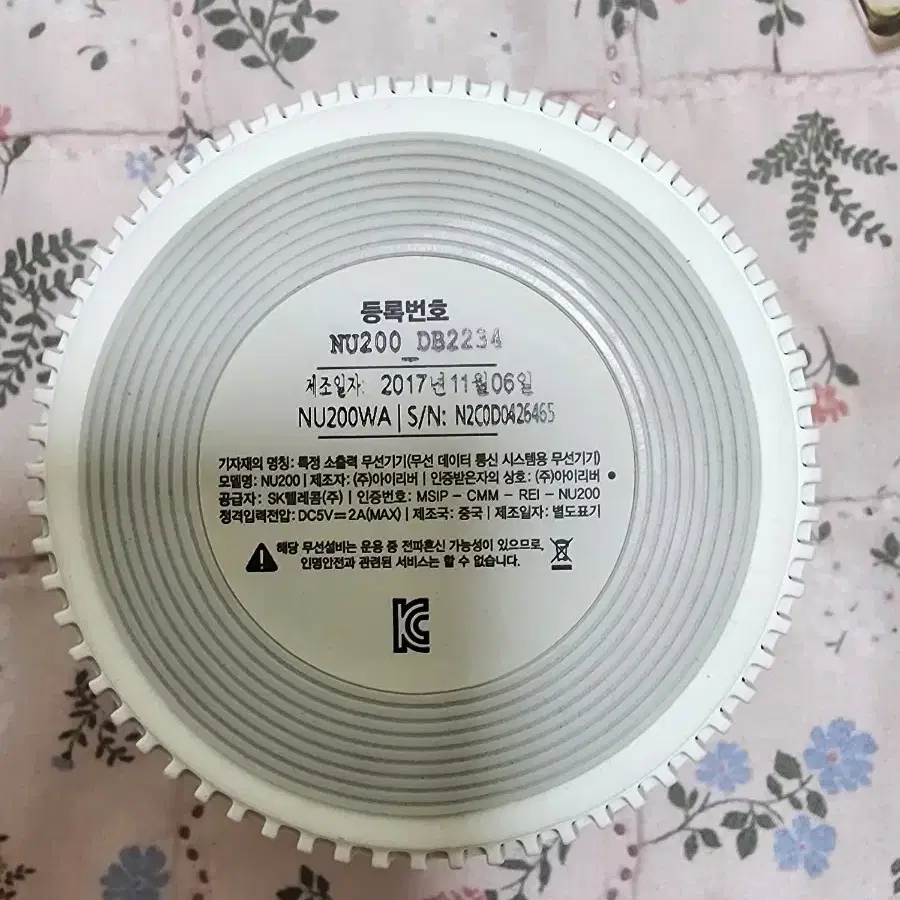 등록번호
NU200_DB2234
제조일자: 2017년11월06일
NU200WA | S/N: N2C0D0426465
기자재의 명칭: 특정 소출력 무선기기(무선 데이터 통신 시스템용 무선기기)
모델명: NU200 | 제조자: (주)아이리버 | 인증받은자의 상호: (주)아이리버
공급자: SK텔레콤(주) | 인증번호: MSIP - CMM - REI - NU200
정격입력전압: DC5V⎓2A(MAX) | 제조국: 중국 | 제조일자: 별도표기
해당 무선설비는 운용 중 전파혼신 가능성이 있으므로,
인명안전과 관련된 서비스는 할 수 없습니다.
KC